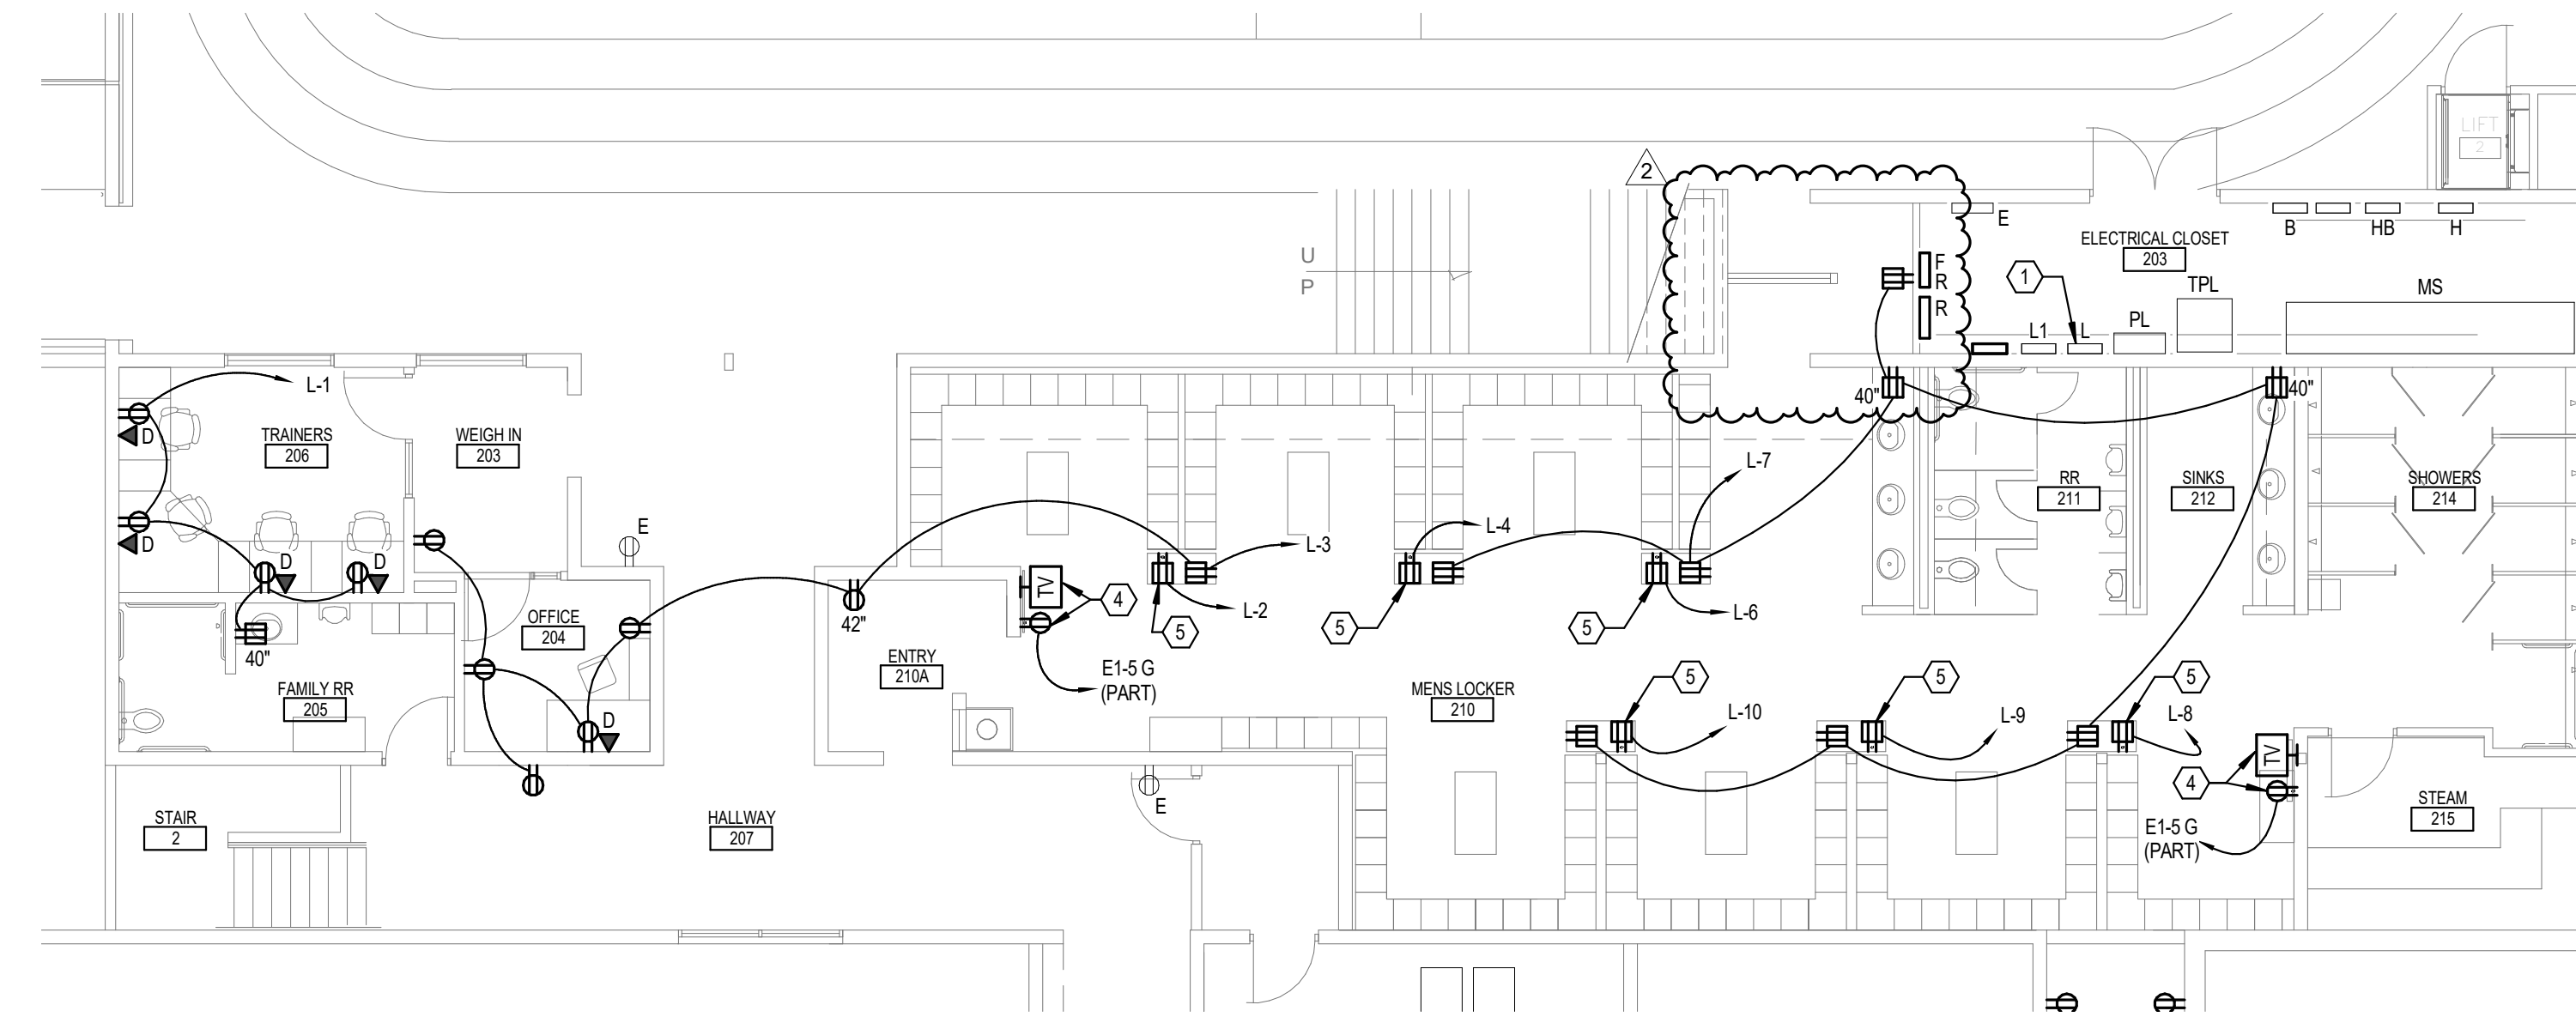 LIFT
2
2
U
P
E
F
R
R
1
ELECTRICAL CLOSET
203
B
HB
H
TPL
MS
PL
L1
L
L-1
D
TRAINERS
206
WEIGH IN
203
D
D
D
E
40"
FAMILY RR
205
OFFICE
204
D
42"
ENTRY
210A
TV
4
E1-5 G
(PART)
L-3
L-2
5
L-4
5
L-7
L-6
5
40"
40"
RR
211
SINKS
212
SHOWERS
214
MENS LOCKER
210
5
L-10
5
L-9
5
L-8
TV
4
E1-5 G
(PART)
STEAM
215
STAIR
2
HALLWAY
207
E